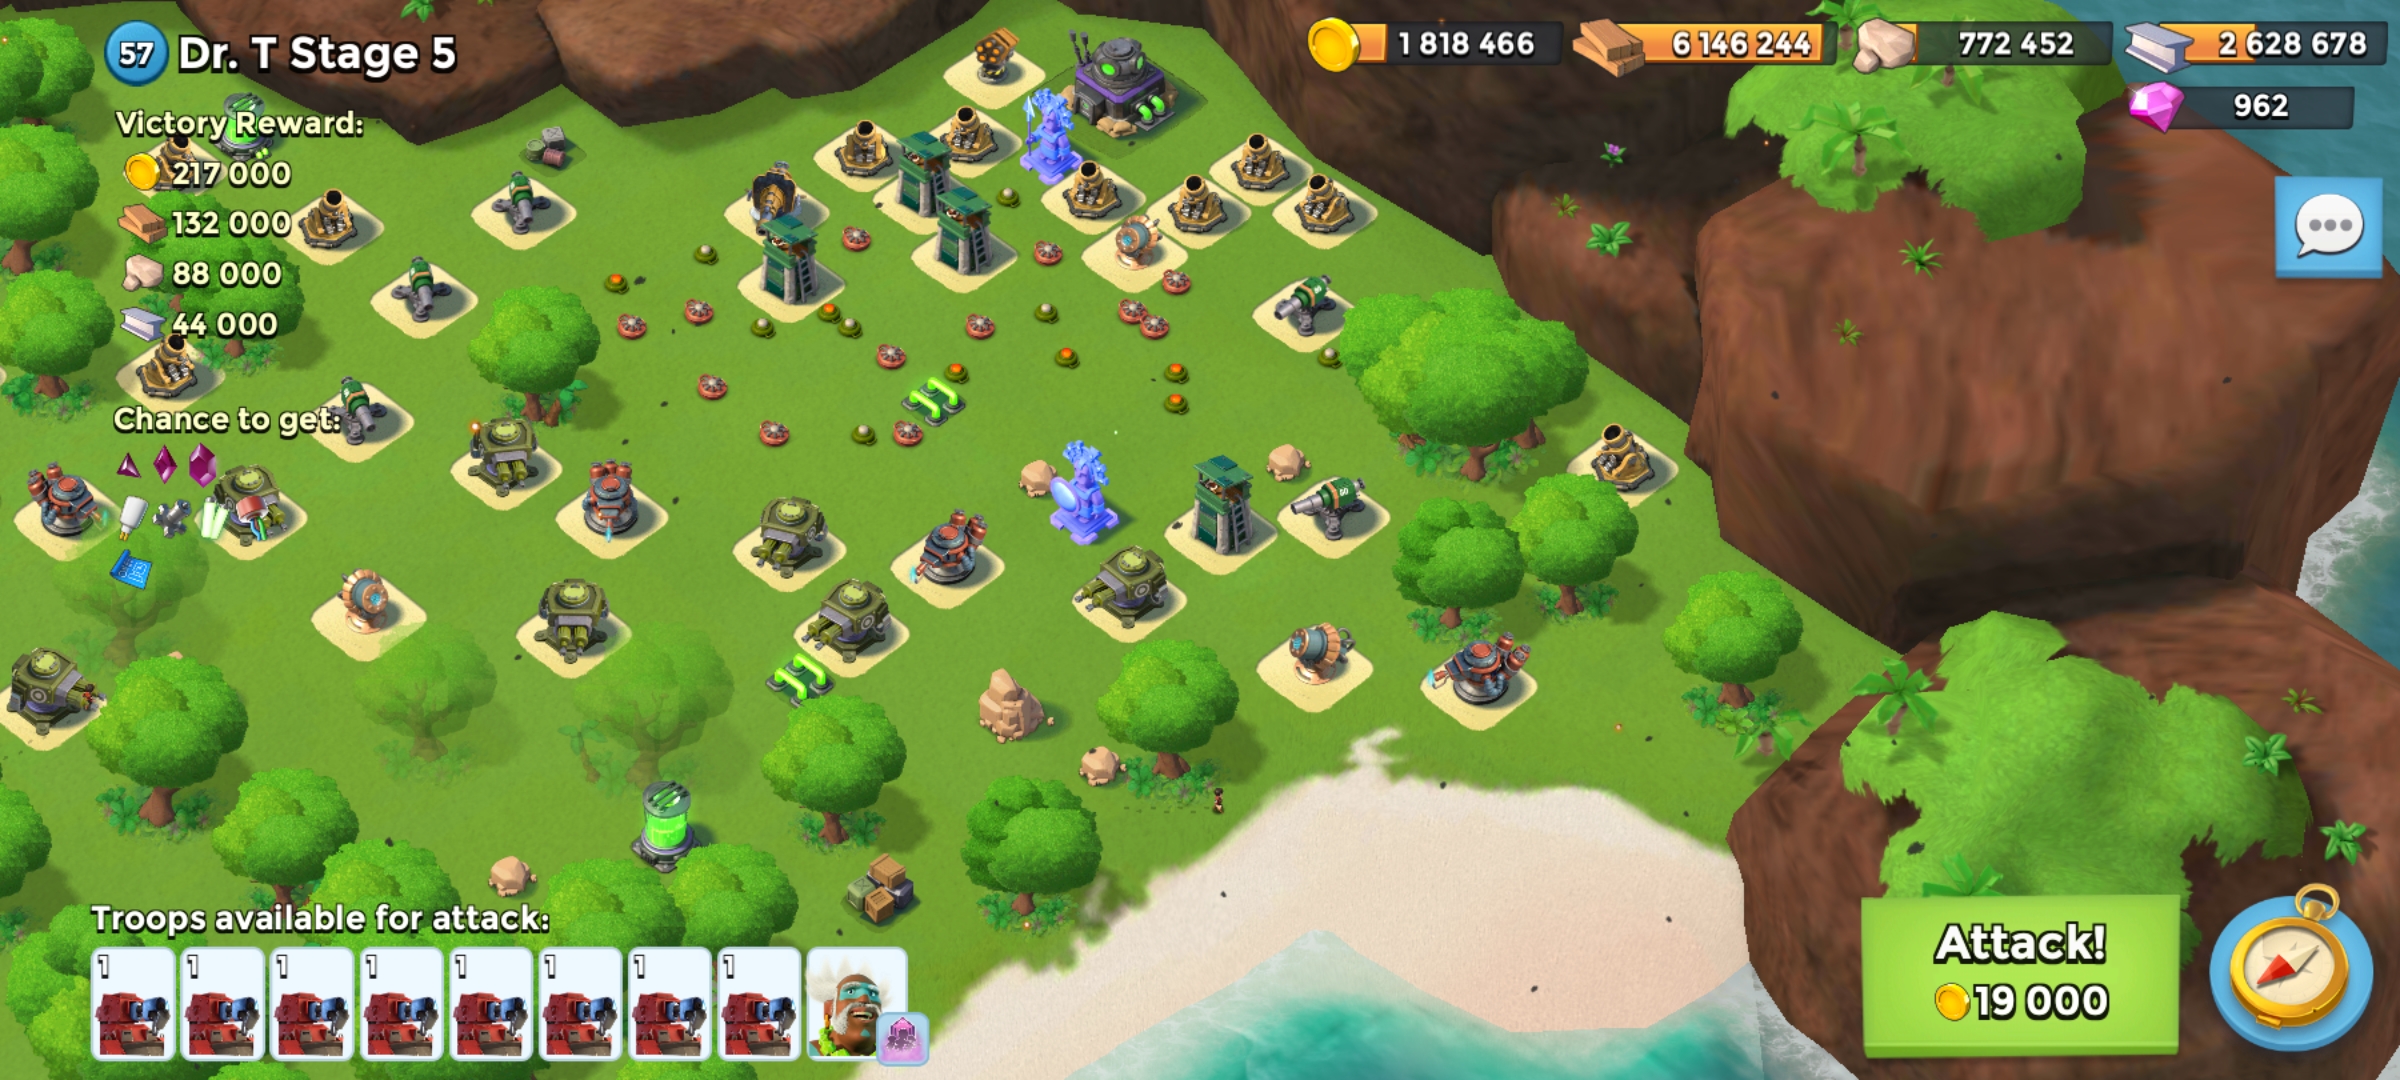 57 Dr. T Stage 5
1 818 466
6 146 244
772 452
2 628 678
962
Victory Reward:
217 000
132 000
88 000
44 000
Chance to get:
Troops available for attack:
1 1 1 1 1 1 1 1
Attack!
19 000